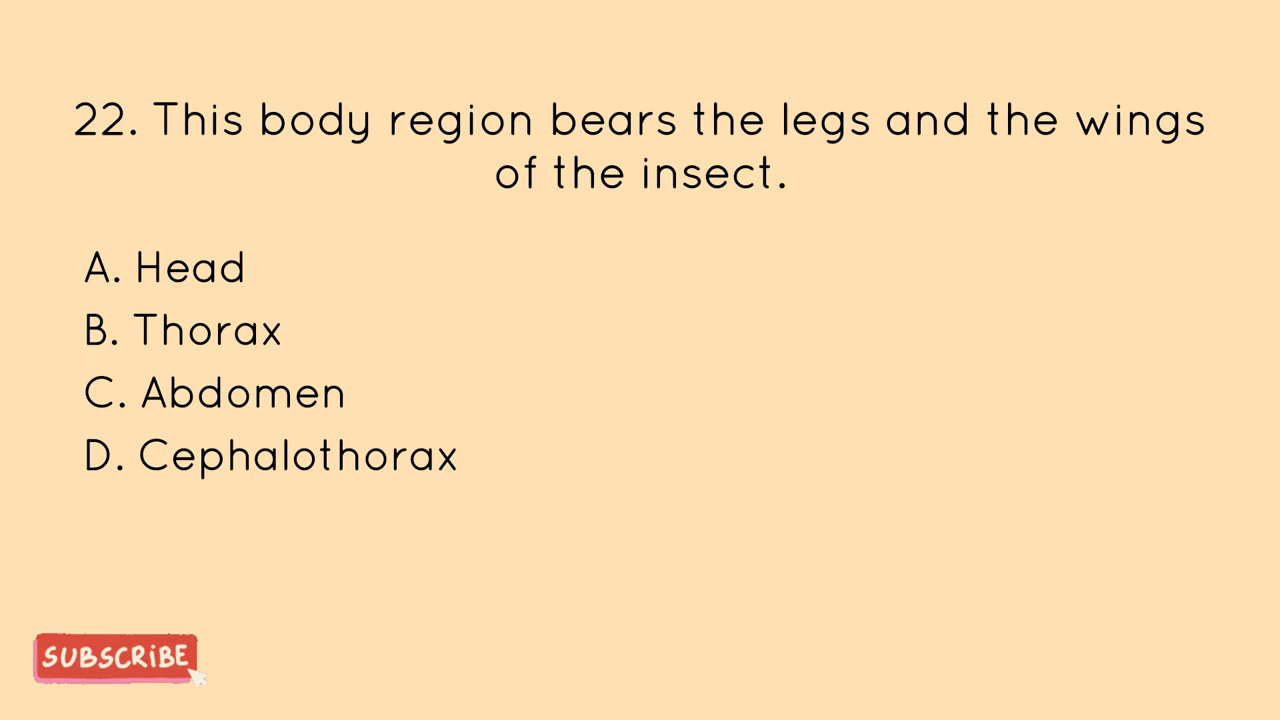 22. This body region bears the legs and the wings
of the insect.
A. Head
B. Thorax
C. Abdomen
D. Cephalothorax
SUBSCRiBE